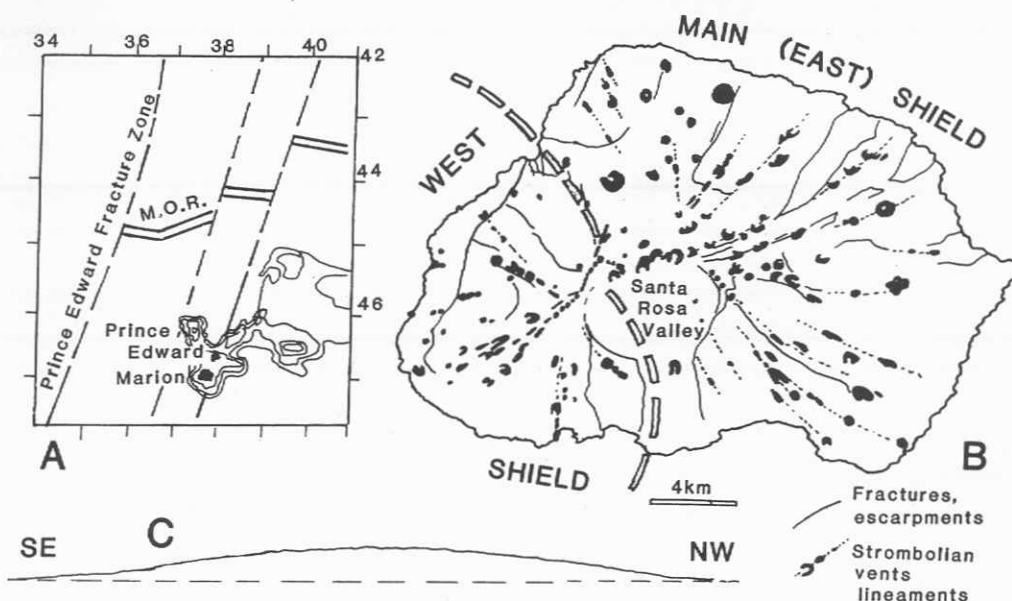 34 36 38 40 42
44
46
Prince Edward Fracture Zone
M.O.R.
Prince
Edward
Marion
A
MAIN (EAST) SHIELD
WEST
SHIELD
Santa
Rosa
Valley
B
4km
Fractures,
escarpments
Strombolian
vents
lineaments
SE
C
NW